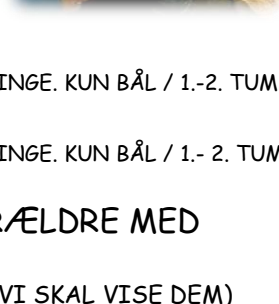 INGE. KUN BÅL / 1.-2. TUM
INGE. KUN BÅL / 1.- 2. TUM
RÆLDRE MED
VI SKAL VISE DEM)